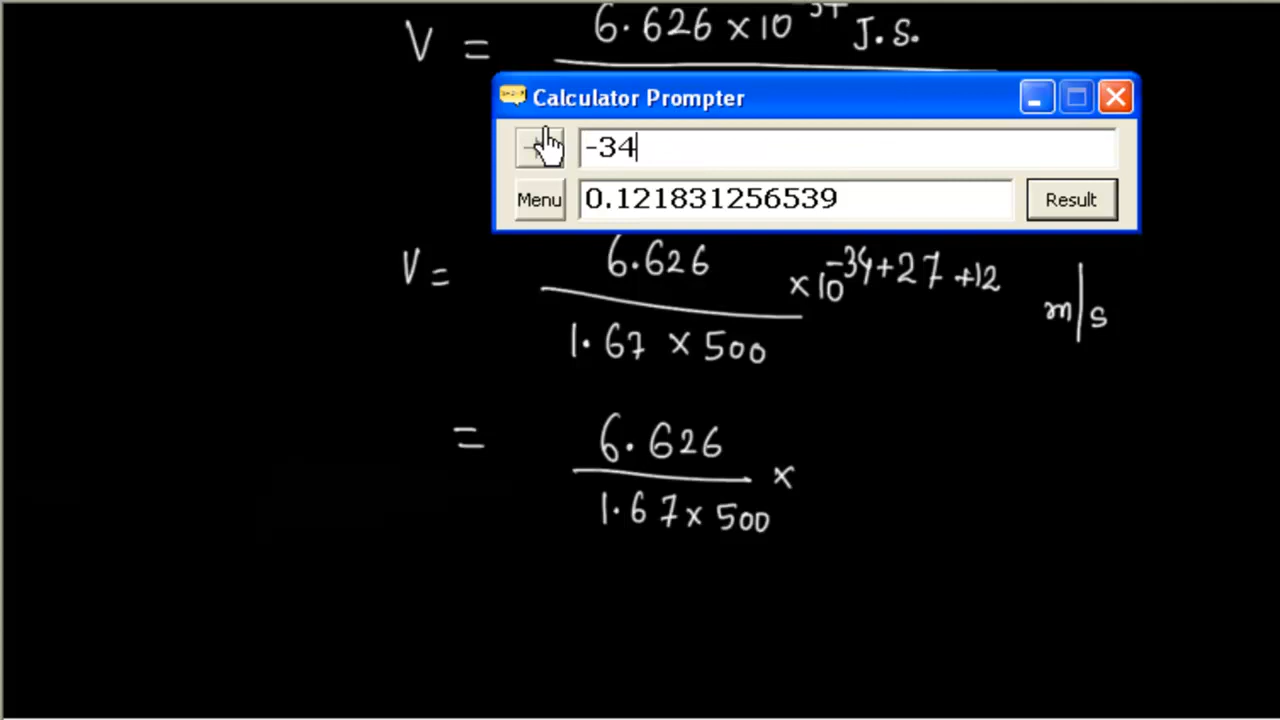 V = 6.626 × 10^-34 J.s.
Calculator Prompter
-34
Menu 0.121831256539 Result
V = 6.626 / 1.67 × 500 × 10^-34+27+12 m/s
= 6.626 / 1.67 × 500 ×